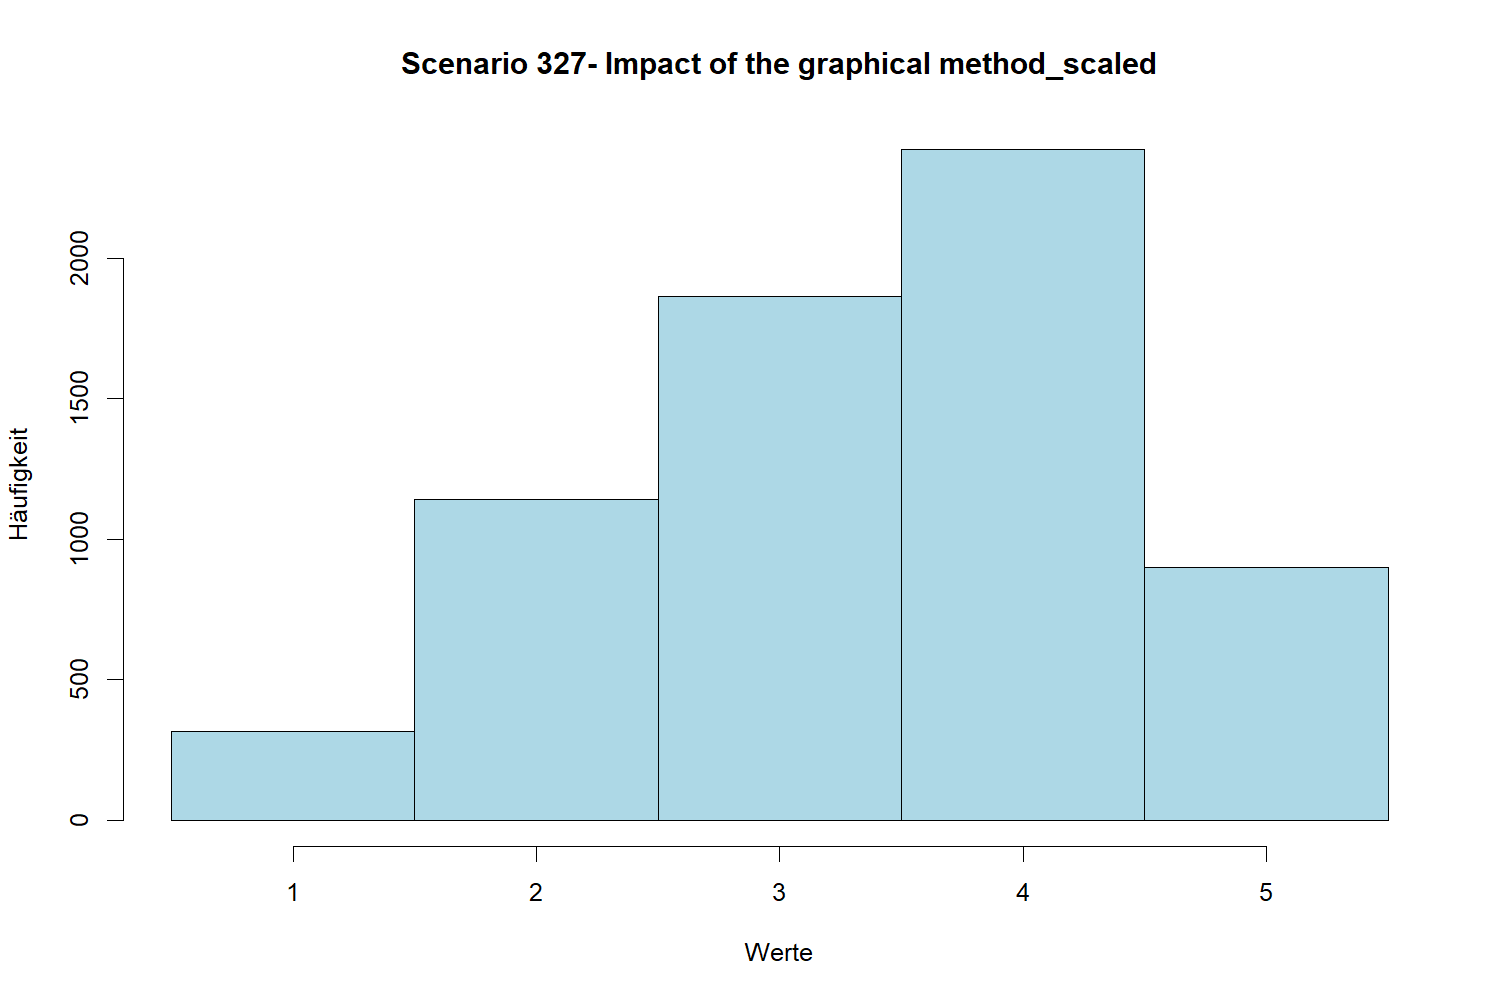 Scenario 327- Impact of the graphical method_scaled
Häufigkeit
2000
1500
1000
500
0
1 2 3 4 5
Werte